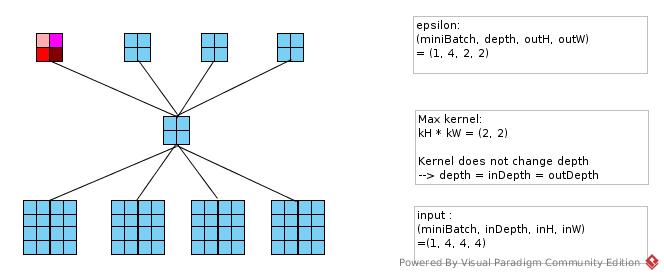 epsilon:
(miniBatch, depth, outH, outW)
= (1, 4, 2, 2)
Max kernel:
kH * kW = (2, 2)
Kernel does not change depth
--> depth = inDepth = outDepth
input :
(miniBatch, inDepth, inH, inW)
=(1, 4, 4, 4)
Powered By Visual Paradigm Community Edition